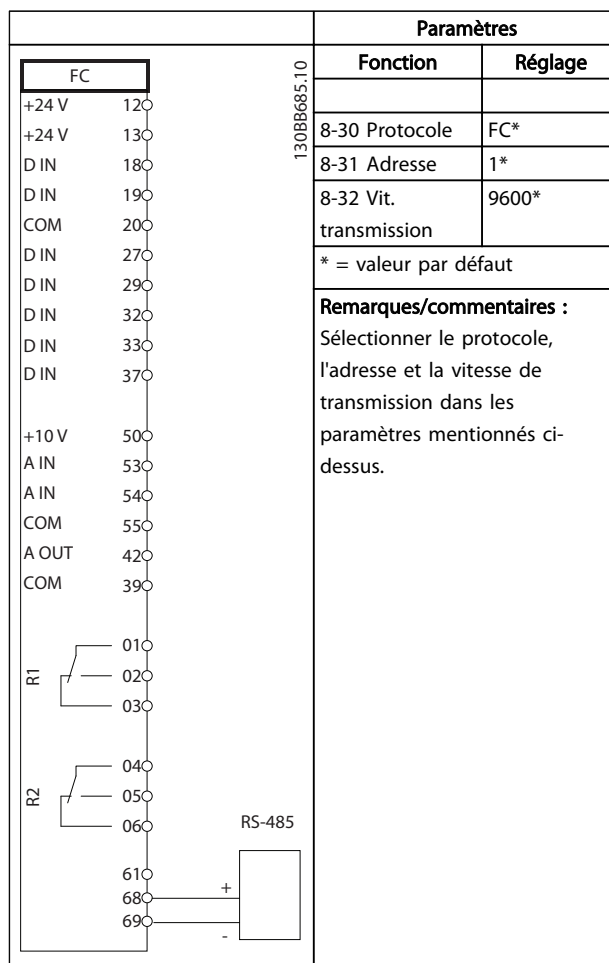 Paramètres
Fonction Réglage
8-30 Protocole FC*
8-31 Adresse 1*
8-32 Vit. transmission 9600*
* = valeur par défaut
Remarques/commentaires :
Sélectionner le protocole,
l'adresse et la vitesse de
transmission dans les
paramètres mentionnés ci-
dessus.
FC
130BB685.10
+24 V 12
+24 V 13
D IN 18
D IN 19
COM 20
D IN 27
D IN 29
D IN 32
D IN 33
D IN 37
+10 V 50
A IN 53
A IN 54
COM 55
A OUT 42
COM 39
R1
01
02
03
R2
04
05
06
RS-485
61
68 +
69 -